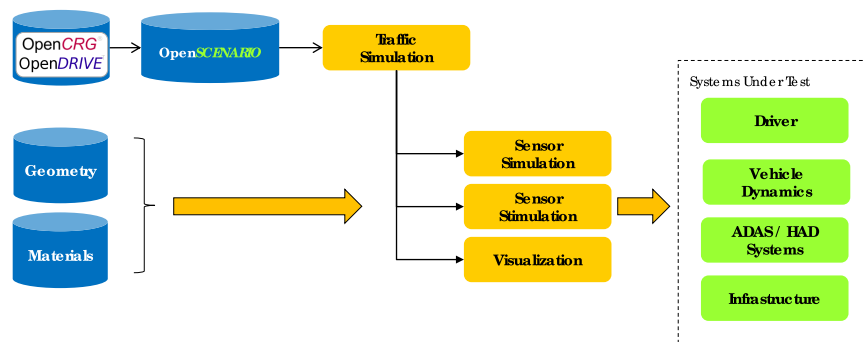 OpenCRG
OpenDRIVE
OpenSCENARIO
Traffic
Simulation
Systems Under Test
Driver
Geometry
Sensor
Simulation
Vehicle
Dynamics
Sensor
Stimulation
Materials
ADAS / HAD
Systems
Visualization
Infrastructure